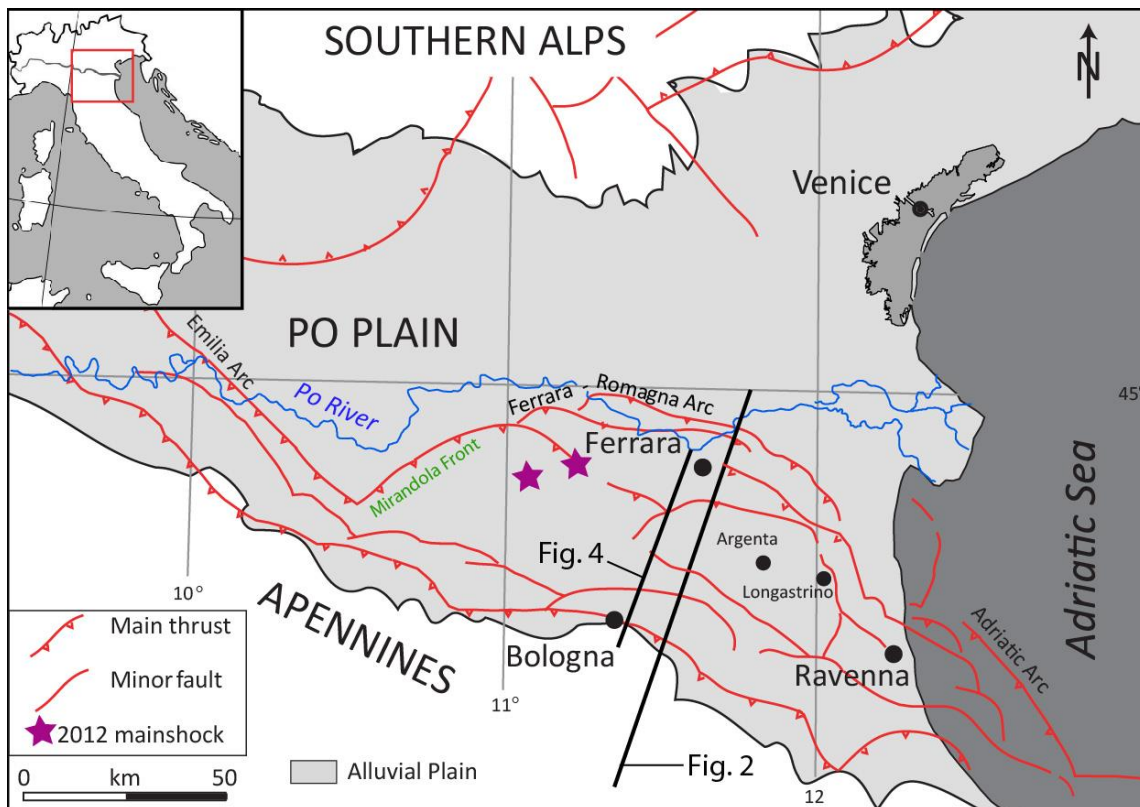 SOUTHERN ALPS
N
Venice
PO PLAIN
45°
Emilia Arc
Po River
Ferrara - Romagna Arc
Ferrara
Mirandola Front
Adriatic Sea
Argenta
Fig. 4
Longastrino
10°
APENNINES
Adriatic Arc
Bologna
Ravenna
11°
Main thrust
Minor fault
2012 mainshock
0 km 50
Alluvial Plain
Fig. 2
12